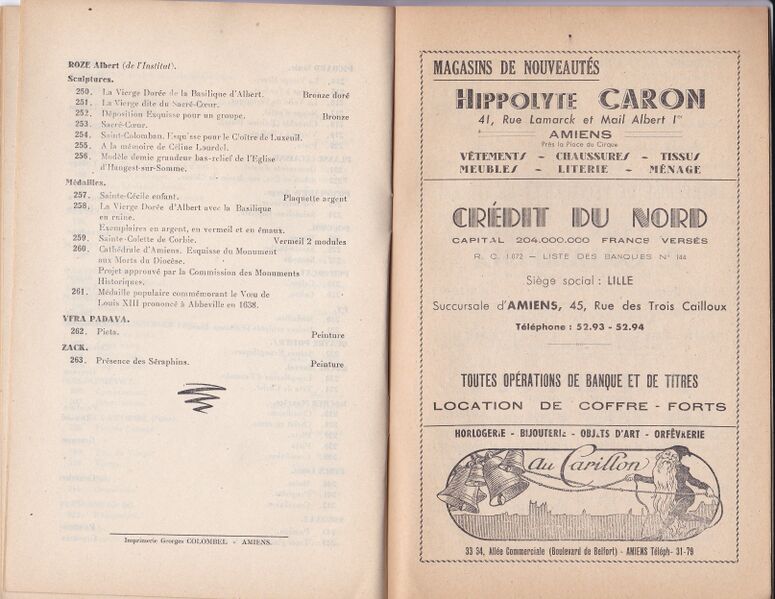 ROZE Albert (de l'Institut).
Sculptures.
250. La Vierge Dorée de la Basilique d'Albert. Bronze doré
251. La Vierge dite du Sacré-Cœur.
252. Déposition Esquisse pour un groupe. Bronze
253. Sacré-Cœur.
254. Saint-Colomban. Esqu'sse pour le Cloître de Luxeuil.
255. A la mémoire de Céline Lourdel.
256. Modèle demie grandeur bas-relief de l'Eglise
d'Hangest-sur-Somme.
Médailles.
257. Sainte-Cécile enfant. Plaquette argent
258. La Vierge Dorée d'Albert avec la Basilique
en ruine.
Exemplaires en argent, en vermeil et en émaux.
259. Sainte-Colette de Corbie. Vermeil 2 modules
260. Cathédrale d'Amiens. Esquisse du Monument
aux Morts du Diocèse.
Projet approuvé par la Commission des Monuments
Historiques.
261. Médaille populaire commémorant le Vœu de
Louis XIII prononcé à Abbeville en 1638.
VERA PADAVA.
262. Pieta. Peinture
ZACK.
263. Présence des Séraphins. Peinture
Imprimerie Georges COLOMBEL - AMIENS.
MAGASINS DE NOUVEAUTÉS
HIPPOLYTE CARON
41, Rue Lamarck et Mail Albert Ier
AMIENS
Près la Place du Cirque
VÊTEMENTS - CHAUSSURES - TISSUS
MEUBLES - LITERIE - MÉNAGE
CRÉDIT DU NORD
CAPITAL 204.000.000 FRANCS VERSÉS
R. C. 1.072 - LISTE DES BANQUES N° 144
Siège social : LILLE
Succursale d'AMIENS, 45, Rue des Trois Cailloux
Téléphone : 52.93 - 52.94
TOUTES OPÉRATIONS DE BANQUE ET DE TITRES
LOCATION DE COFFRE - FORTS
HORLOGERIE - BIJOUTERIE - OBJETS D'ART - ORFÈVRERIE
Au Carillon
33 34, Allée Commerciale (Boulevard de Belfort) - AMIENS Téléph- 31-79